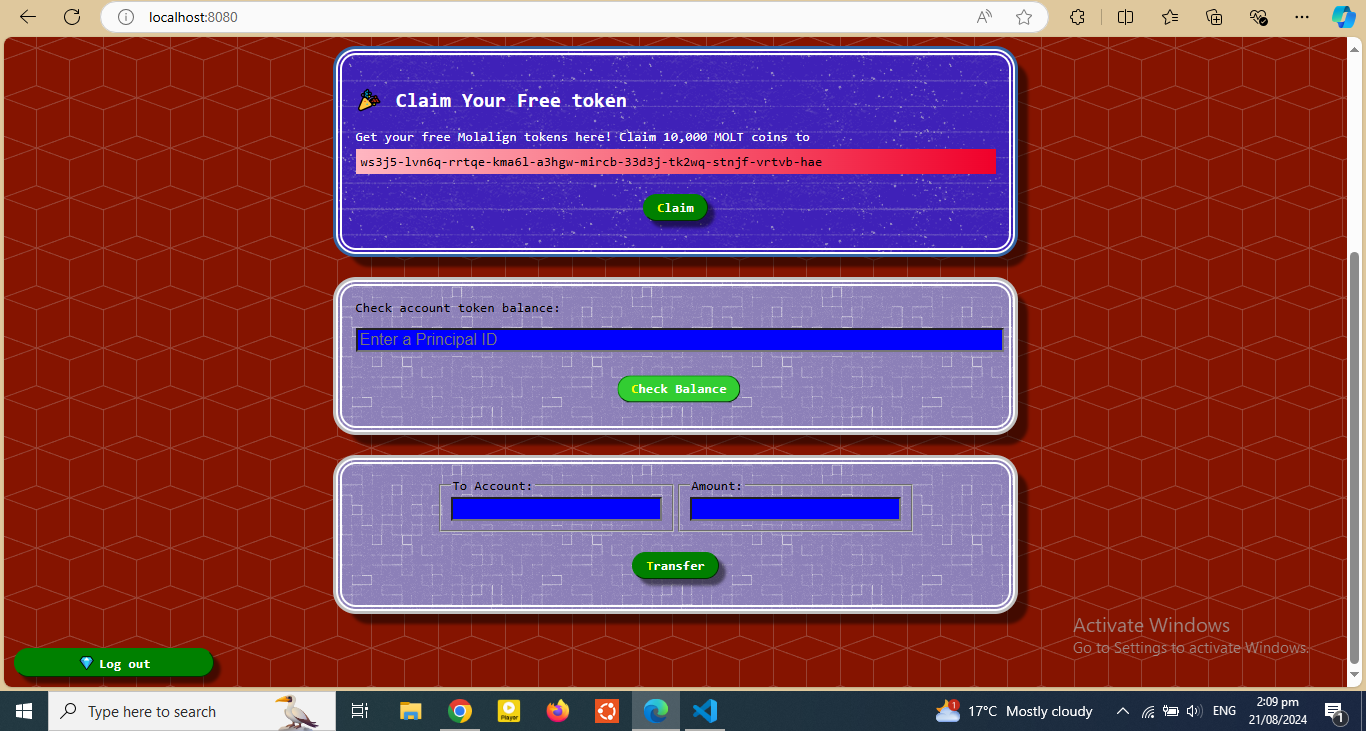 localhost:8080
Claim Your Free token
Get your free Molalign tokens here! Claim 10,000 MOLT coins to
ws3j5-lvn6q-rrtqe-kma6l-a3hgw-mircb-33d3j-tk2wq-stnjf-vrtvb-hae
Claim
Check account token balance:
Enter a Principal ID
Check Balance
To Account: Amount:
Transfer
Activate Windows
Go to Settings to activate Windows.
Log out
Type here to search
Player
1
17°C Mostly cloudy
ENG
2:09 pm
21/08/2024
1